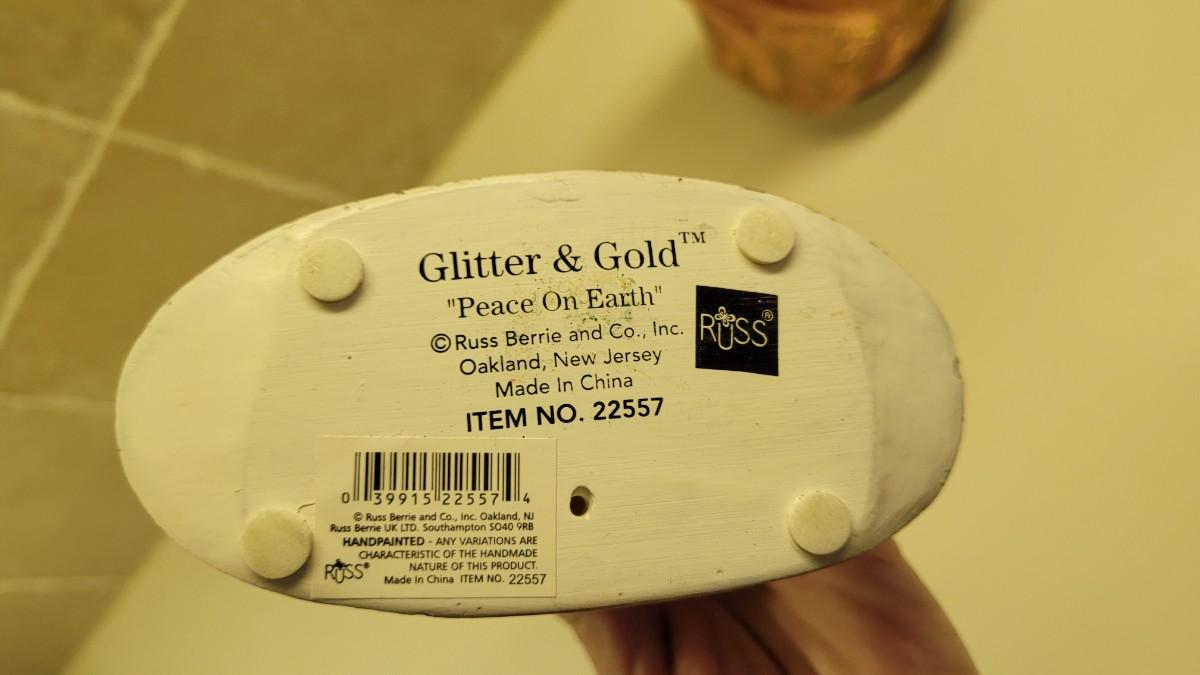 Glitter & Gold™
"Peace On Earth"
© Russ Berrie and Co., Inc.
Oakland, New Jersey
Made In China
ITEM NO. 22557
RUSS®
0 39915 22557 4
© Russ Berrie and Co., Inc. Oakland, NJ
Russ Berrie UK LTD. Southampton SO40 9RB
HANDPAINTED - ANY VARIATIONS ARE
CHARACTERISTIC OF THE HANDMADE
NATURE OF THIS PRODUCT.
RUSS®
Made In China ITEM NO. 22557